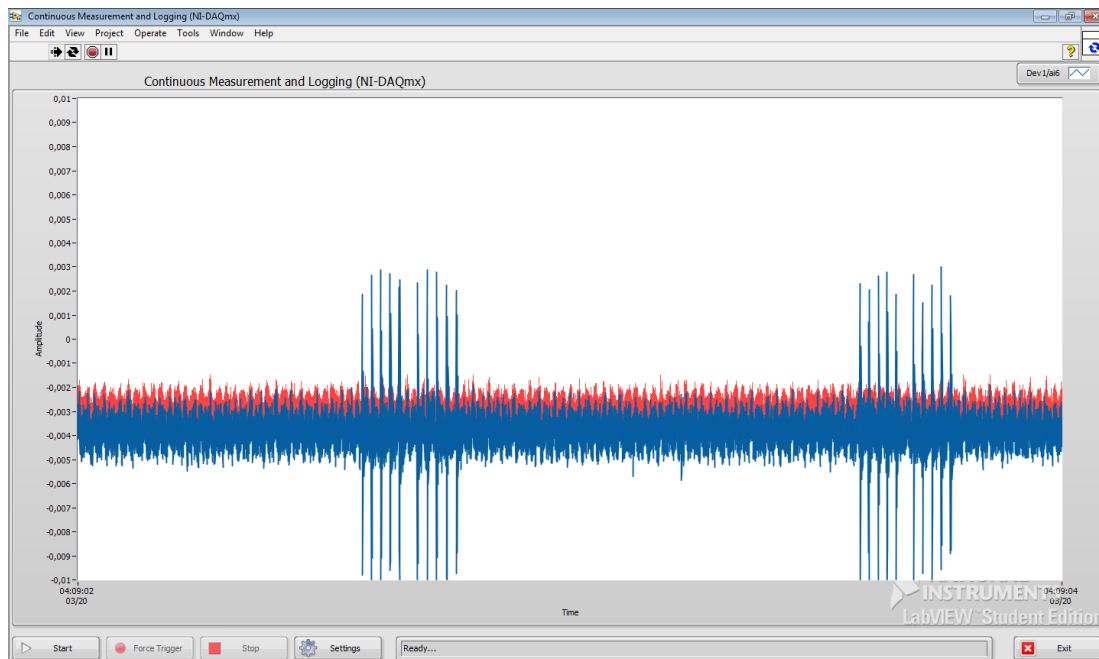 Continuous Measurement and Logging (NI-DAQmx)
File Edit View Project Operate Tools Window Help
Continuous Measurement and Logging (NI-DAQmx)
Dev1/ai6
0,01
0,009
0,008
0,007
0,006
0,005
0,004
0,003
0,002
0,001
0
-0,001
-0,002
-0,003
-0,004
-0,005
-0,006
-0,007
-0,008
-0,009
-0,01
Amplitude
04:09:02
03/20
04:09:04
03/20
Time
NATIONAL
INSTRUMENTS
LabVIEW Student Edition
Start
Force Trigger
Stop
Settings
Ready...
Exit